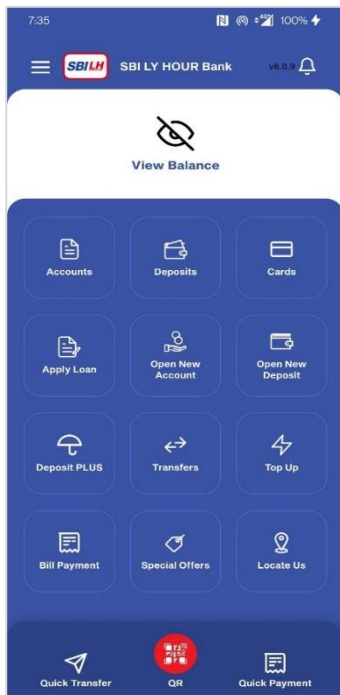 7:35
100%
SBI LH
SBI LY HOUR Bank
v6.0.9
View Balance
Accounts
Deposits
Cards
Apply Loan
Open New
Account
Open New
Deposit
Deposit PLUS
Transfers
Top Up
Bill Payment
Special Offers
Locate Us
Quick Transfer
QR
Quick Payment